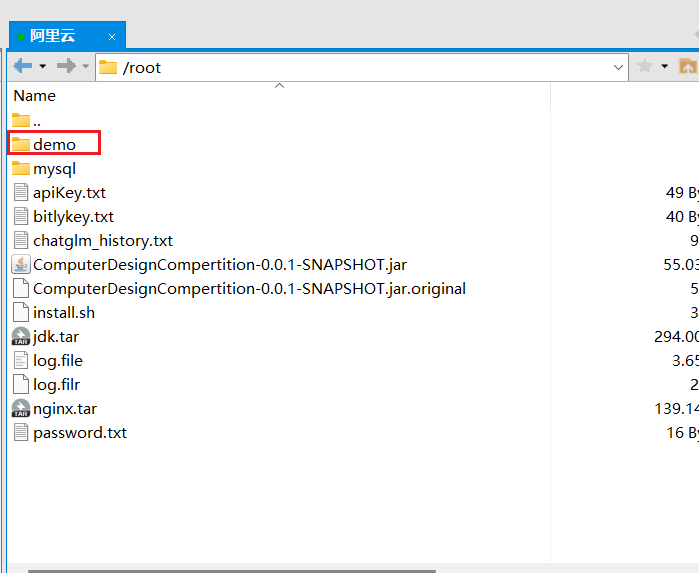 阿里云 ×
/root
Name
..
demo
mysql
apiKey.txt 49 By
bitlykey.txt 40 By
chatglm_history.txt 9
ComputerDesignCompertition-0.0.1-SNAPSHOT.jar 55.03
ComputerDesignCompertition-0.0.1-SNAPSHOT.jar.original 5
install.sh 3
TAR jdk.tar 294.00
log.file 3.65
log.filr 2
TAR nginx.tar 139.14
password.txt 16 By